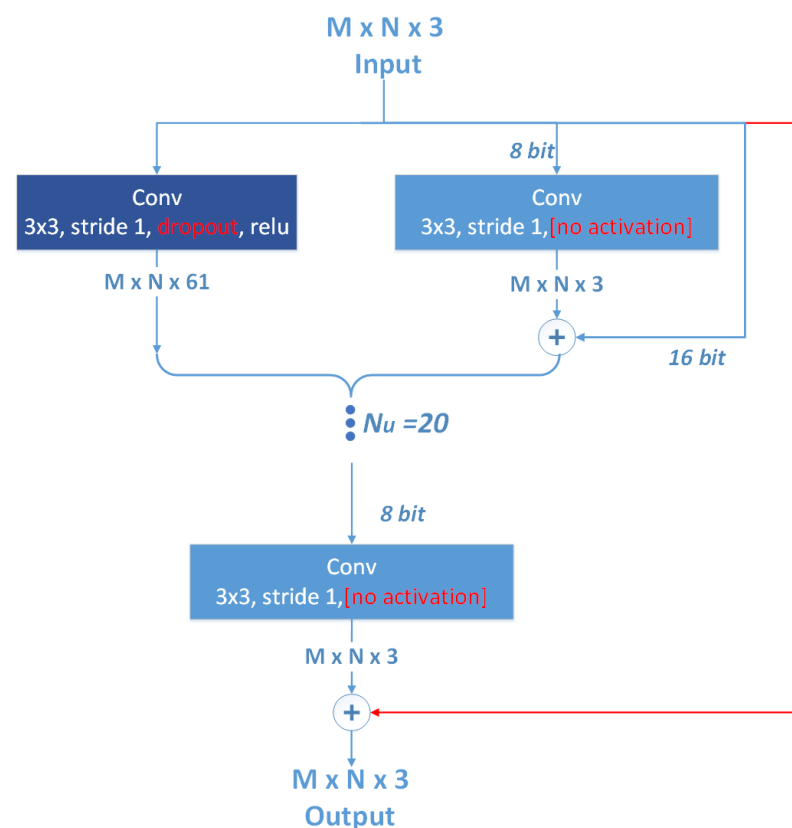 M x N x 3
Input
8 bit
Conv
3x3, stride 1, dropout, relu
Conv
3x3, stride 1,[no activation]
M x N x 61
M x N x 3
+
16 bit
Nu =20
8 bit
Conv
3x3, stride 1,[no activation]
M x N x 3
+
M x N x 3
Output